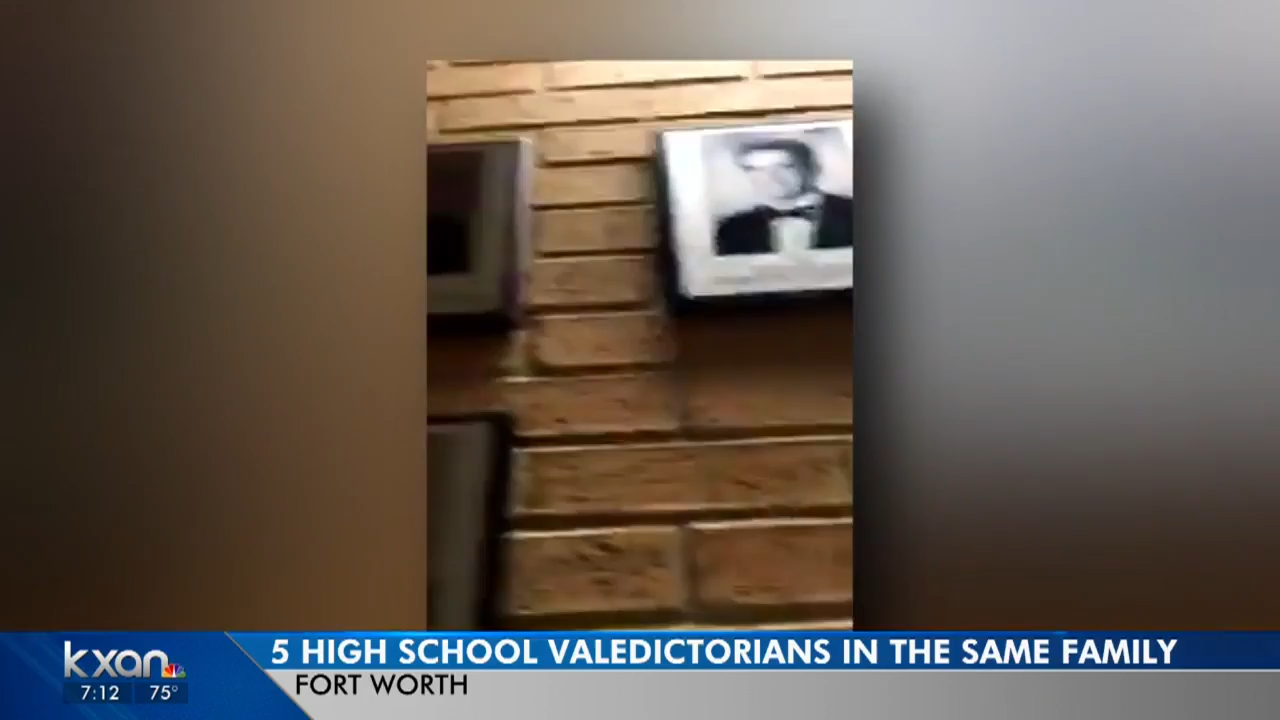 kxan
7:12 75°
5 HIGH SCHOOL VALEDICTORIANS IN THE SAME FAMILY
FORT WORTH